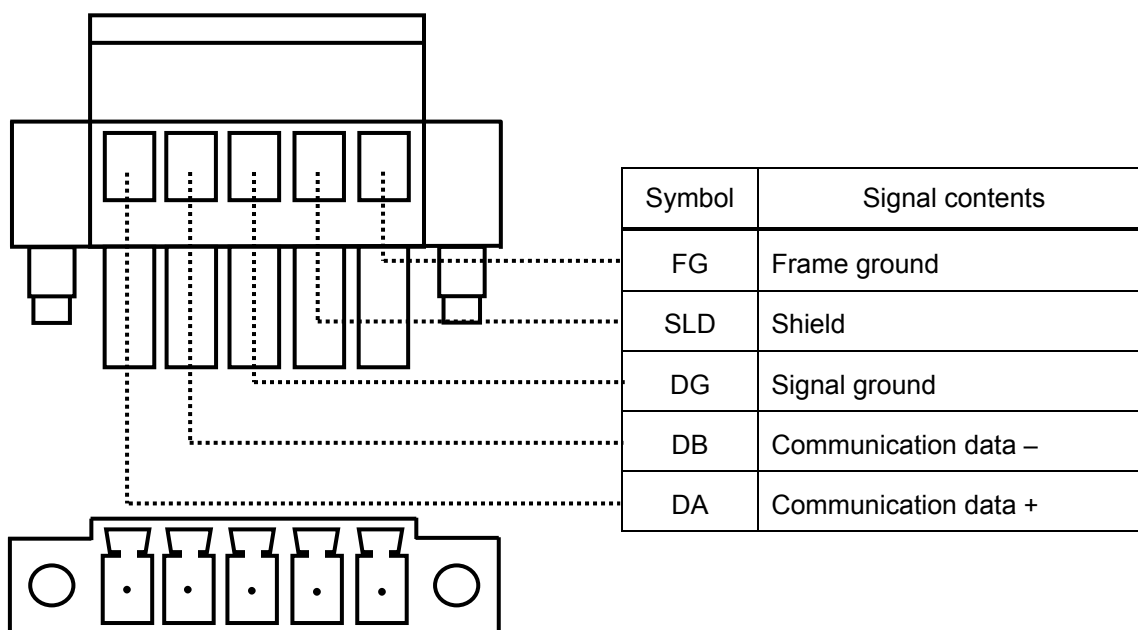 Symbol Signal contents
FG Frame ground
SLD Shield
DG Signal ground
DB Communication data –
DA Communication data +